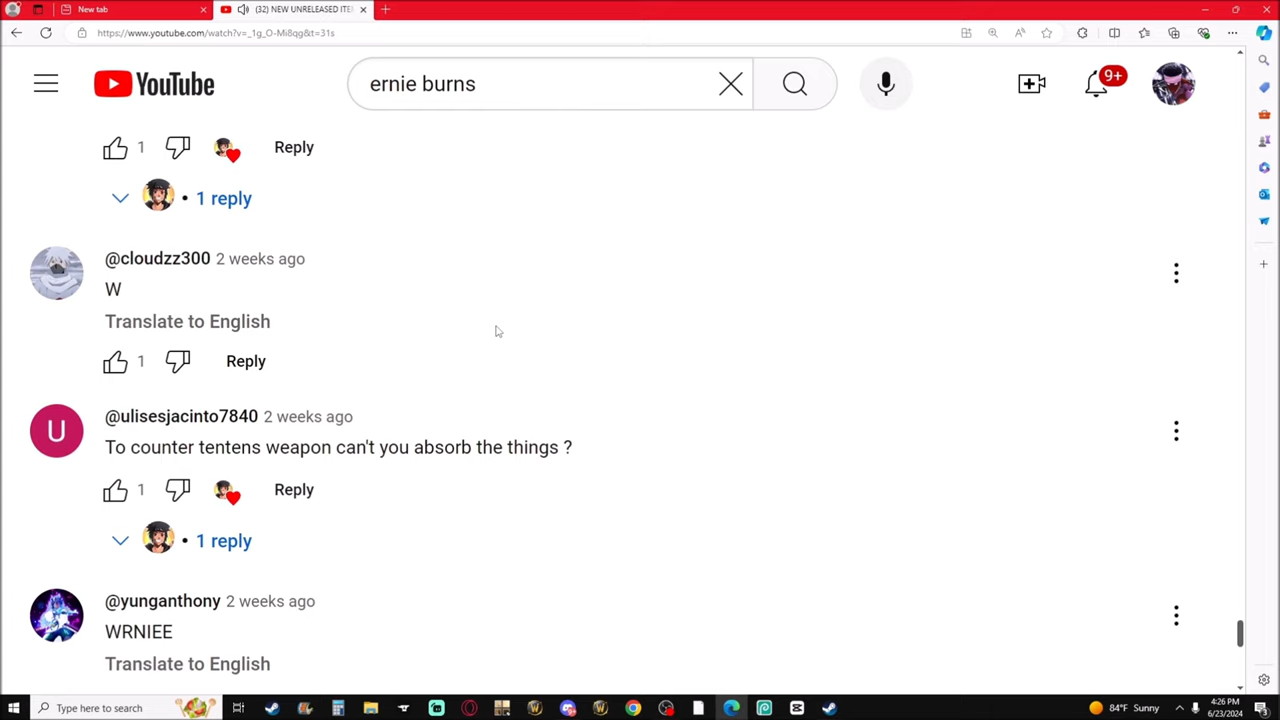 New tab
(32) NEW UNRELEASED ITE
https://www.youtube.com/watch?v=_1g_O-Mi8qg&t=31s
YouTube
ernie burns
9+
1
Reply
• 1 reply
@cloudzz300 2 weeks ago
W
Translate to English
1
Reply
U
@ulisesjacinto7840 2 weeks ago
To counter tentens weapon can't you absorb the things ?
1
Reply
• 1 reply
@yunganthony 2 weeks ago
WRNIEE
Translate to English
Type here to search
84°F Sunny
4:26 PM
6/23/2024